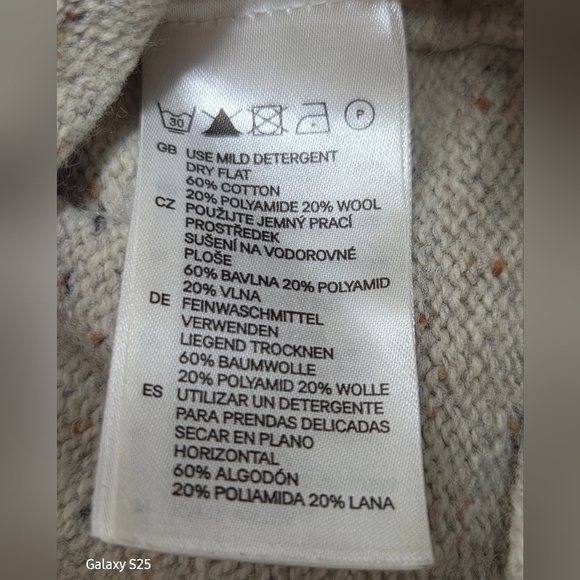 30
P
GB USE MILD DETERGENT
DRY FLAT
60% COTTON
20% POLYAMIDE 20% WOOL
CZ POUŽIJTE JEMNÝ PRACÍ
PROSTŘEDEK
SUŠENÍ NA VODOROVNÉ
PLOŠE
60% BAVLNA 20% POLYAMID
20% VLNA
DE FEINWASCHMITTEL
VERWENDEN
LIEGEND TROCKNEN
60% BAUMWOLLE
20% POLYAMID 20% WOLLE
ES UTILIZAR UN DETERGENTE
PARA PRENDAS DELICADAS
SECAR EN PLANO
HORIZONTAL
60% ALGODÓN
20% POLIAMIDA 20% LANA
Galaxy S25